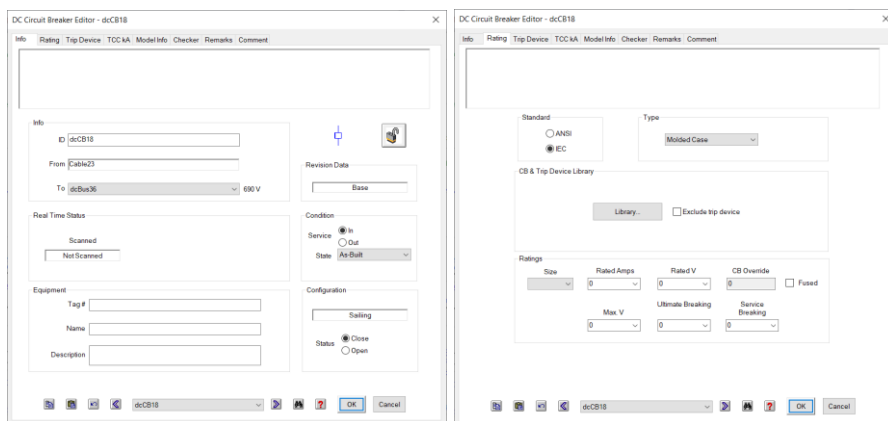 DC Circuit Breaker Editor - dcCB18
Info Rating Trip Device TCC kA Model Info Checker Remarks Comment
Info
ID dcCB18
From Cable23
To dcBus36 690 V
Revision Data
Base
Real Time Status
Scanned
Not Scanned
Condition
Service In
Out
State As-Built
Equipment
Tag #
Name
Description
Configuration
Sailing
Status Close
Open
dcCB18 OK Cancel
DC Circuit Breaker Editor - dcCB18
Info Rating Trip Device TCC kA Model Info Checker Remarks Comment
Standard
ANSI
IEC
Type
Molded Case
CB & Trip Device Library
Library... Exclude trip device
Ratings
Size Rated Amps Rated V CB Override
0 0 0 Fused
Max. V Ultimate Breaking Service Breaking
0 0 0
dcCB18 OK Cancel